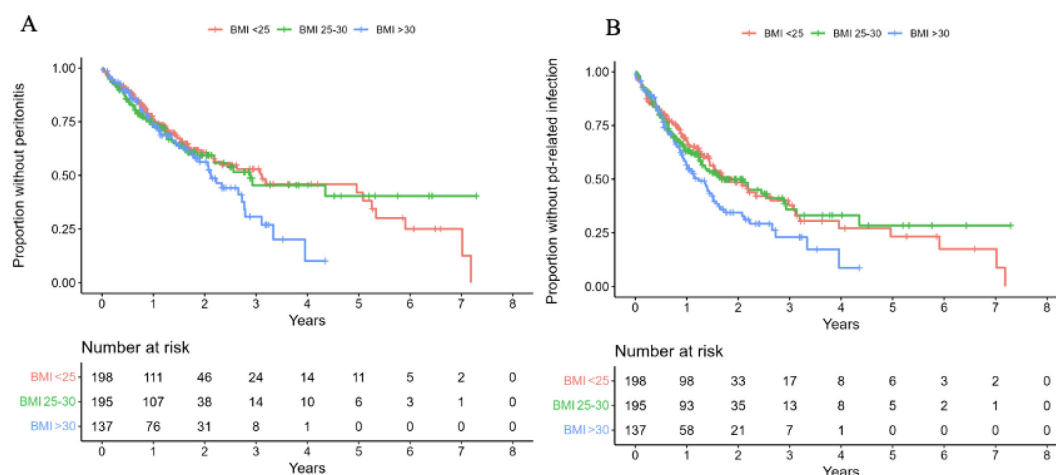 A
BMI <25 BMI 25-30 BMI >30
Proportion without peritonitis
1.00
0.75
0.50
0.25
0.00
0 1 2 3 4 5 6 7 8
Years
Number at risk
BMI <25 198 111 46 24 14 11 5 2 0
BMI 25-30 195 107 38 14 10 6 3 1 0
BMI >30 137 76 31 8 1 0 0 0 0
0 1 2 3 4 5 6 7 8
Years
B
BMI <25 BMI 25-30 BMI >30
Proportion without pd-related infection
1.00
0.75
0.50
0.25
0.00
0 1 2 3 4 5 6 7 8
Years
Number at risk
BMI <25 198 98 33 17 8 6 3 2 0
BMI 25-30 195 93 35 13 8 5 2 1 0
BMI >30 137 58 21 7 1 0 0 0 0
0 1 2 3 4 5 6 7 8
Years